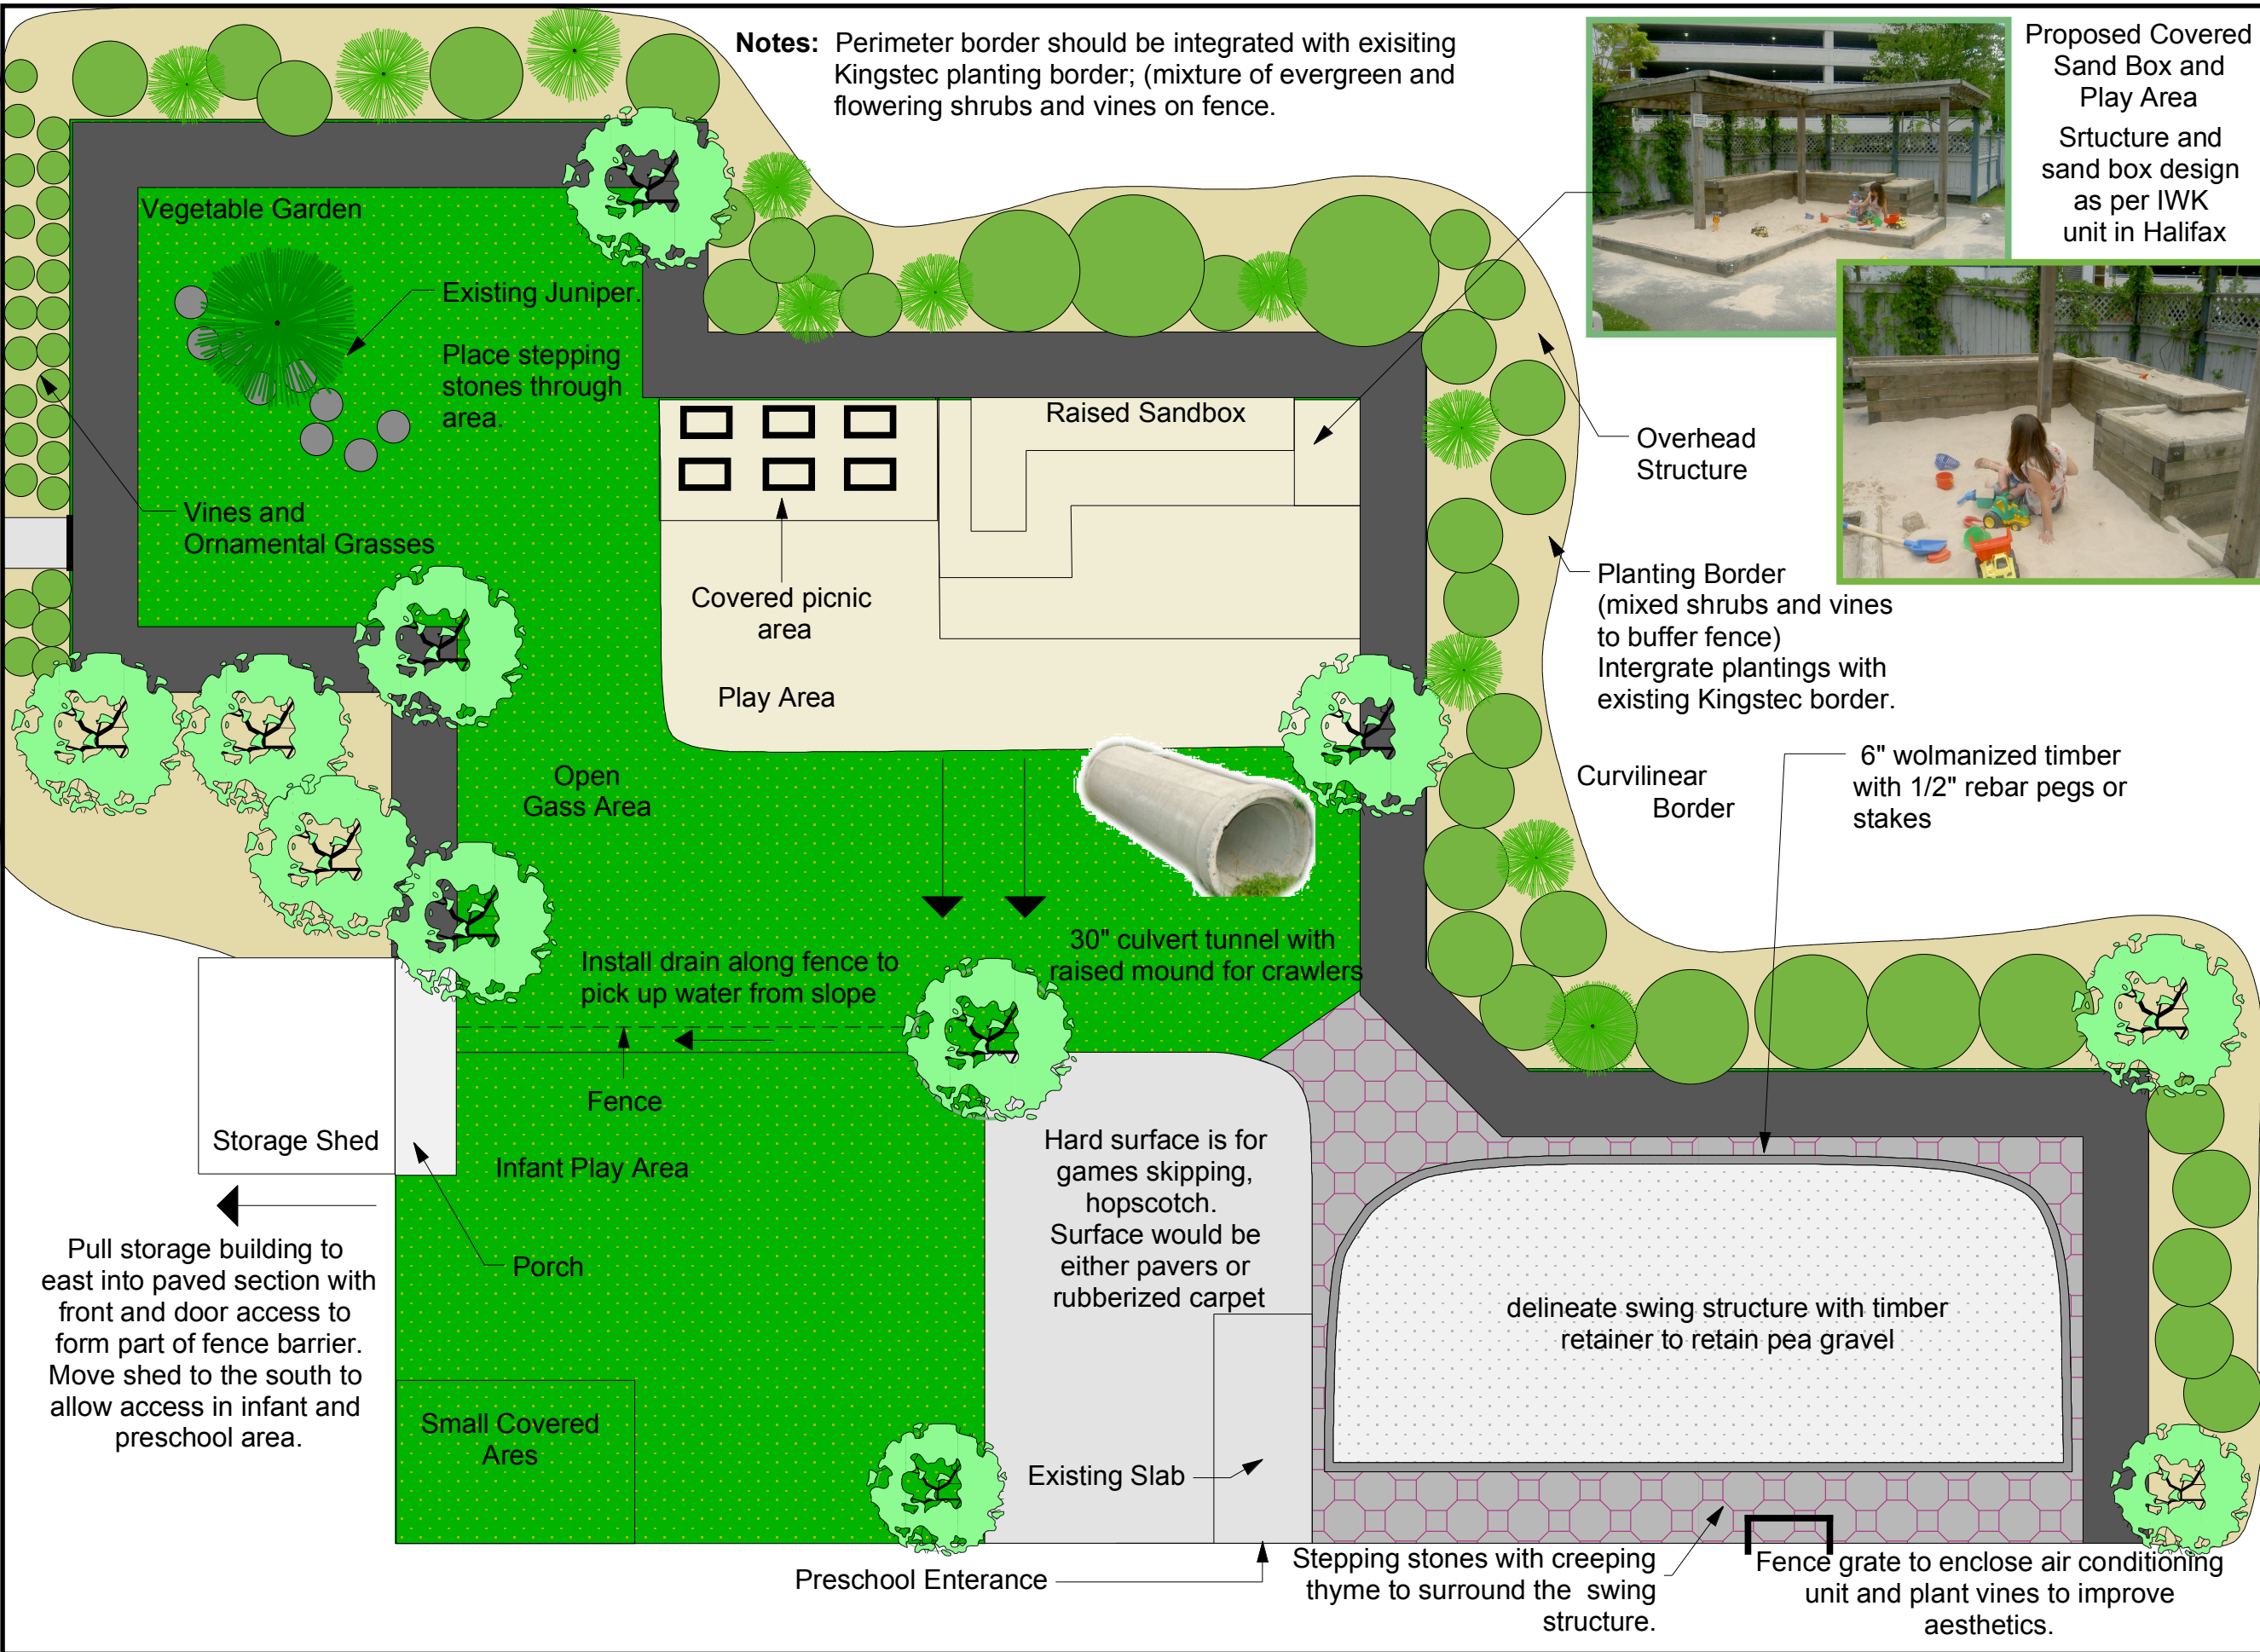 Notes: Perimeter border should be integrated with exisiting
Kingstec planting border; (mixture of evergreen and
flowering shrubs and vines on fence.
Proposed Covered
Sand Box and
Play Area
Srtucture and
sand box design
as per IWK
unit in Halifax
Vegetable Garden
Existing Juniper.
Place stepping
stones through
area.
Vines and
Ornamental Grasses
Raised Sandbox
Covered picnic
area
Play Area
Overhead
Structure
Planting Border
(mixed shrubs and vines
to buffer fence)
Intergrate plantings with
existing Kingstec border.
Curvilinear
Border
6" wolmanized timber
with 1/2" rebar pegs or
stakes
Open
Gass Area
30" culvert tunnel with
raised mound for crawlers
Install drain along fence to
pick up water from slope
Fence
Storage Shed
Infant Play Area
Porch
Pull storage building to
east into paved section with
front and door access to
form part of fence barrier.
Move shed to the south to
allow access in infant and
preschool area.
Small Covered
Ares
Hard surface is for
games skipping,
hopscotch.
Surface would be
either pavers or
rubberized carpet
Existing Slab
delineate swing structure with timber
retainer to retain pea gravel
Preschool Enterance
Stepping stones with creeping
thyme to surround the swing
structure.
Fence grate to enclose air conditioning
unit and plant vines to improve
aesthetics.